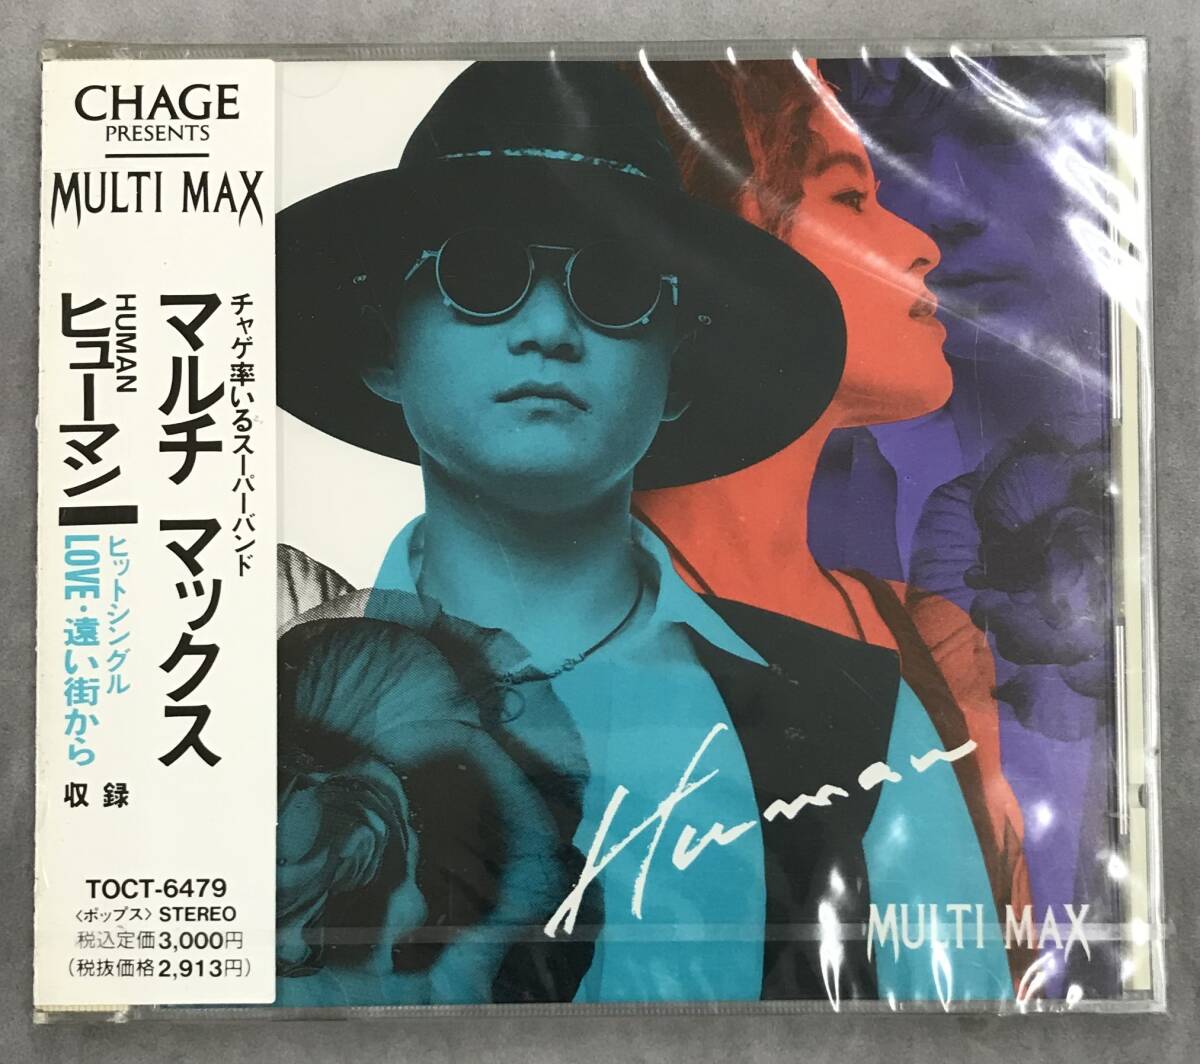 CHAGE
PRESENTS
MULTI MAX
チャゲ率いるスーパーバンド
マルチ マックス
HUMAN
ヒューマン
ヒットシングル
LOVE・遠い街から
収録
TOCT-6479
〈ポップス〉STEREO
税込定価3,000円
(税抜価格2,913円)
Human
MULTI MAX